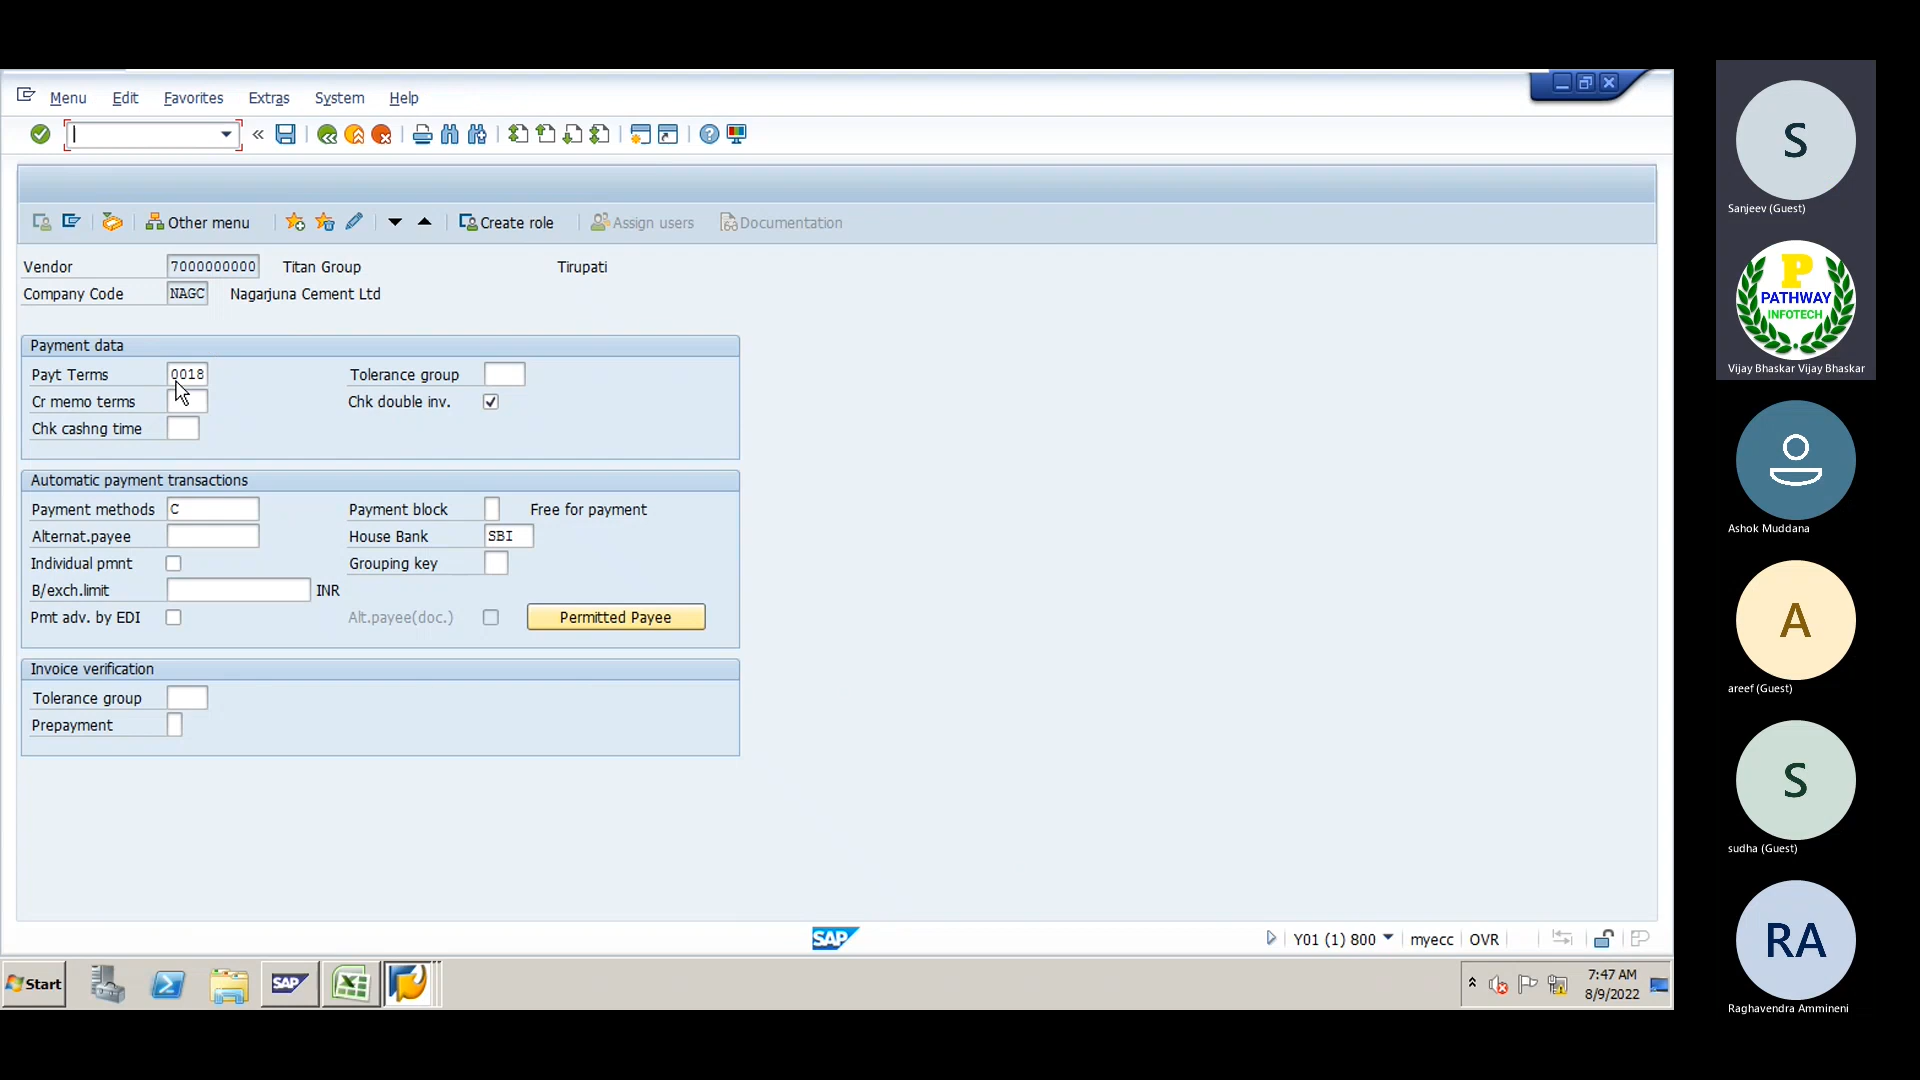 Menu Edit Favorites Extras System Help
Other menu Create role Assign users Documentation
Vendor 7000000000 Titan Group Tirupati
Company Code NAGC Nagarjuna Cement Ltd
Payment data
Payt Terms 0018 Tolerance group
Cr memo terms Chk double inv.
Chk cashng time
Automatic payment transactions
Payment methods C Payment block Free for payment
Alternat.payee House Bank SBI
Individual pmnt Grouping key
B/exch.limit INR
Pmt adv. by EDI Alt.payee(doc.) Permitted Payee
Invoice verification
Tolerance group
Prepayment
SAP Y01 (1) 800 myecc OVR
Start SAP 7:47 AM
8/9/2022
S
Sanjeev (Guest)
P
PATHWAY
INFOTECH
Vijay Bhaskar Vijay Bhaskar
Ashok Muddana
A
areef (Guest)
S
sudha (Guest)
RA
Raghavendra Ammineni